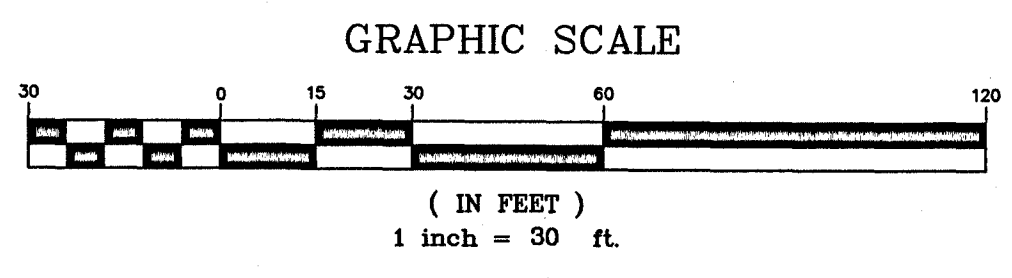 GRAPHIC SCALE
30 0 15 30 60 120
( IN FEET )
1 inch = 30 ft.